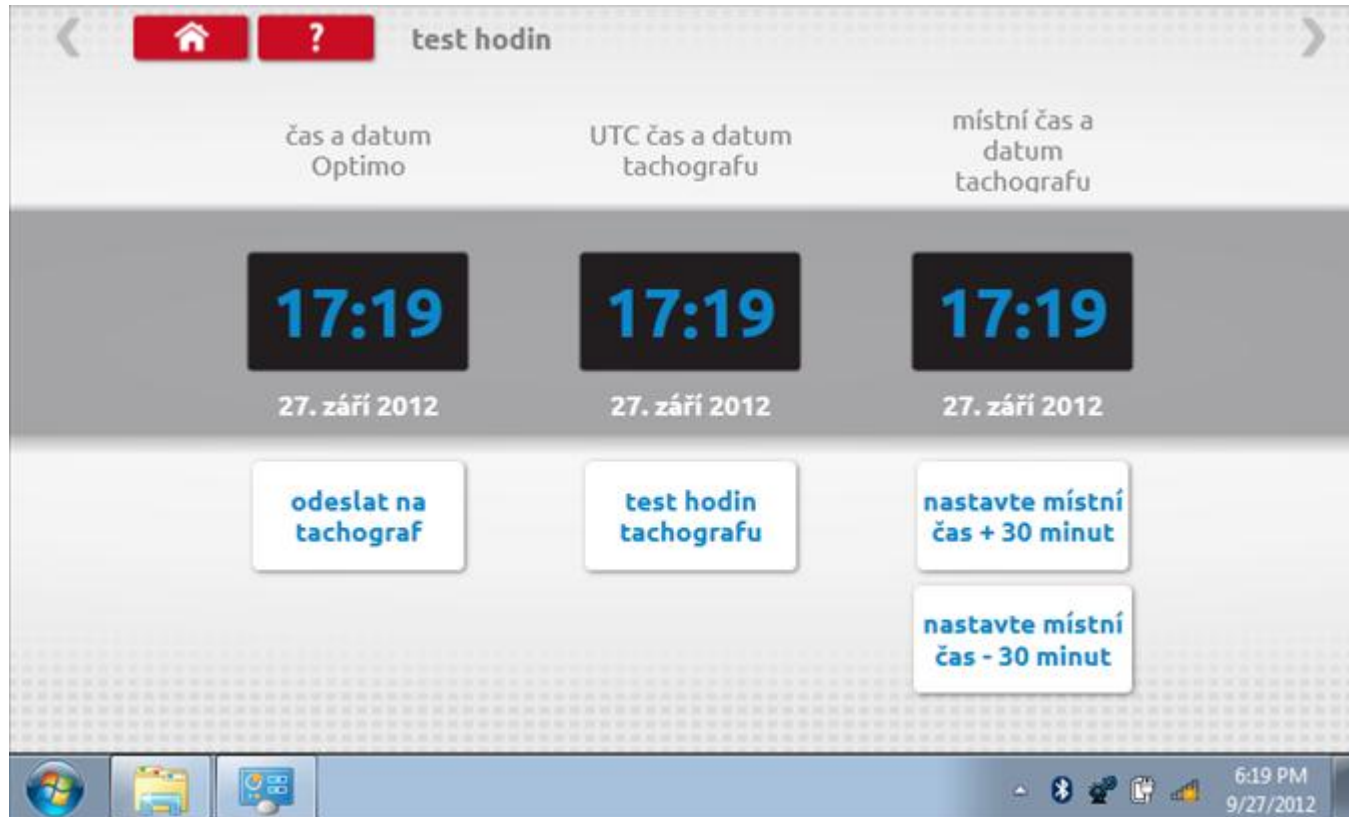 ? test hodin
čas a datum
Optimo
UTC čas a datum
tachografu
místní čas a
datum
tachografu
17:19
17:19
17:19
27. září 2012
27. září 2012
27. září 2012
odeslat na
tachograf
test hodin
tachografu
nastavte místní
čas + 30 minut
nastavte místní
čas - 30 minut
6:19 PM
9/27/2012